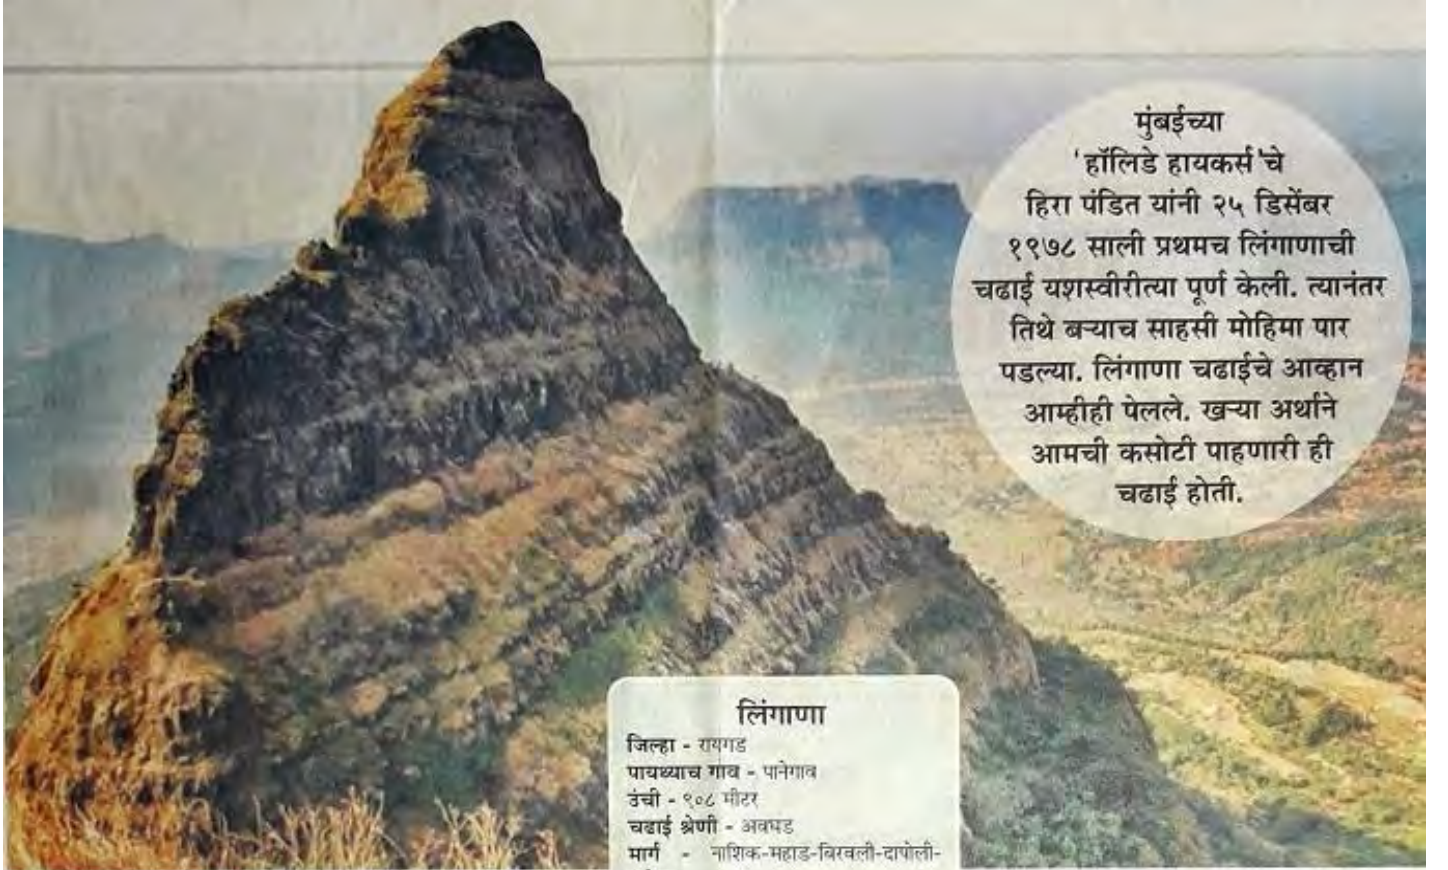 मुंबईच्या
'हॉलिडे हायकर्स'चे
हिरा पंडित यांनी २५ डिसेंबर
१९७८ साली प्रथमच लिंगाणाची
चढाई यशस्वीरीत्या पूर्ण केली. त्यानंतर
तिथे बऱ्याच साहसी मोहिमा पार
पडल्या. लिंगाणा चढाईचे आव्हान
आम्हीही पेलले. खऱ्या अर्थाने
आमची कसोटी पाहणारी ही
चढाई होती.
लिंगाणा
जिल्हा - रायगड
पायथ्याच गाव - पानेगाव
उंची - ९०८ मीटर
चढाई श्रेणी - अवघड
मार्ग - नाशिक-महाड-बिरवली-दापोली-